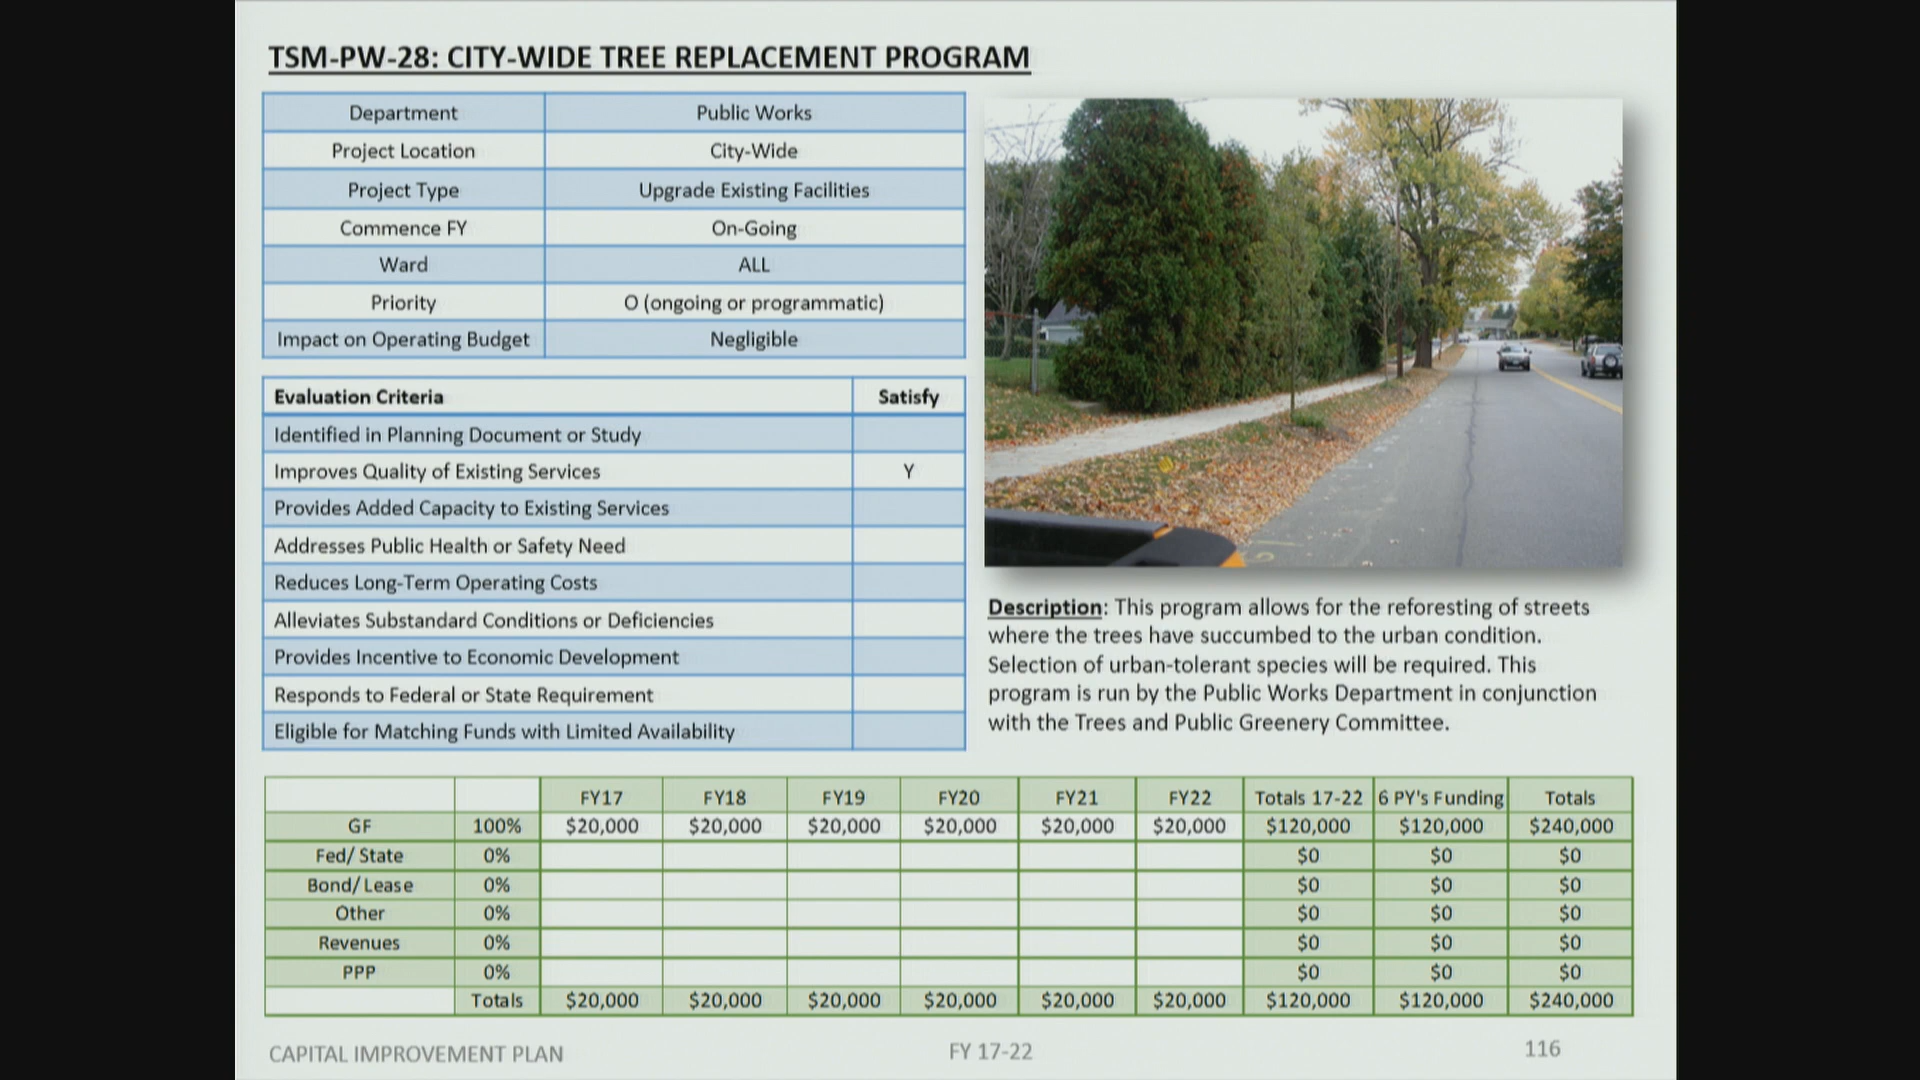 TSM-PW-28: CITY-WIDE TREE REPLACEMENT PROGRAM
Department Public Works
Project Location City-Wide
Project Type Upgrade Existing Facilities
Commence FY On-Going
Ward ALL
Priority O (ongoing or programmatic)
Impact on Operating Budget Negligible
Evaluation Criteria Satisfy
Identified in Planning Document or Study
Improves Quality of Existing Services Y
Provides Added Capacity to Existing Services
Addresses Public Health or Safety Need
Reduces Long-Term Operating Costs
Alleviates Substandard Conditions or Deficiencies
Provides Incentive to Economic Development
Responds to Federal or State Requirement
Eligible for Matching Funds with Limited Availability
Description: This program allows for the reforesting of streets
where the trees have succumbed to the urban condition.
Selection of urban-tolerant species will be required. This
program is run by the Public Works Department in conjunction
with the Trees and Public Greenery Committee.
FY17 FY18 FY19 FY20 FY21 FY22 Totals 17-22 6 PY's Funding Totals
GF 100% $20,000 $20,000 $20,000 $20,000 $20,000 $20,000 $120,000 $120,000 $240,000
Fed/ State 0% $0 $0 $0
Bond/ Lease 0% $0 $0 $0
Other 0% $0 $0 $0
Revenues 0% $0 $0 $0
PPP 0% $0 $0 $0
Totals $20,000 $20,000 $20,000 $20,000 $20,000 $20,000 $120,000 $120,000 $240,000
CAPITAL IMPROVEMENT PLAN FY 17-22 116